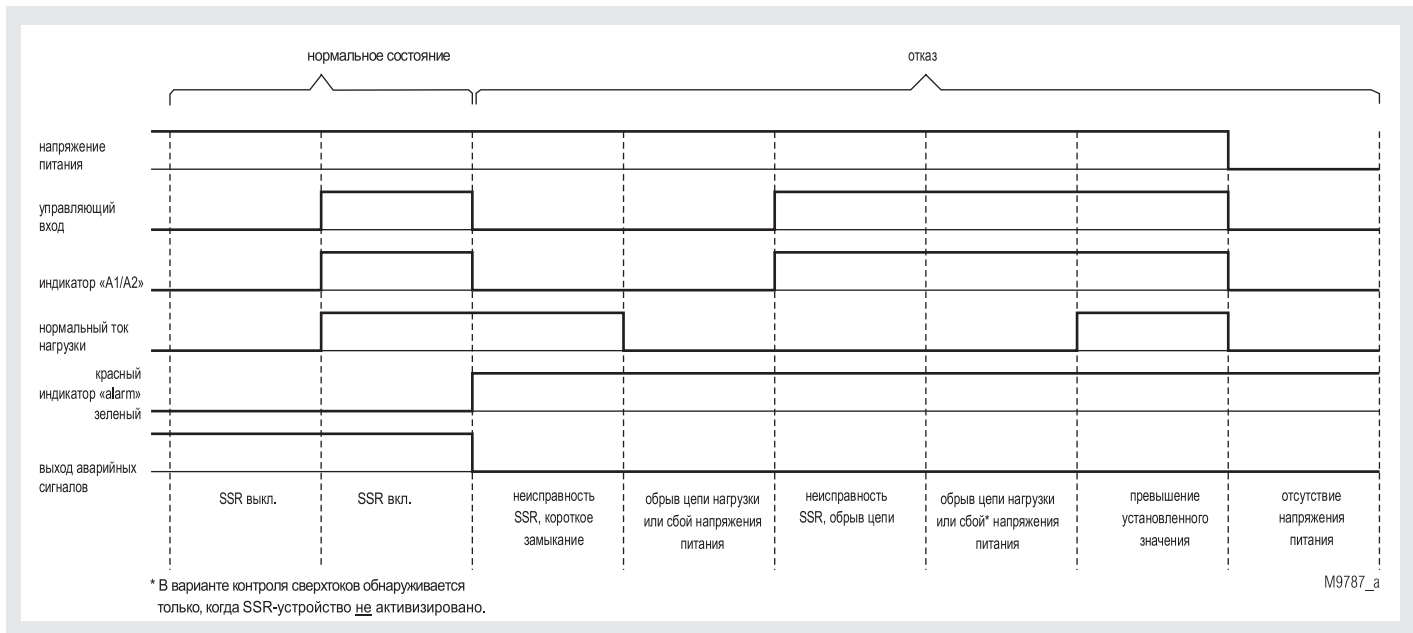 нормальное состояние
отказ
напряжение
питания
управляющий
вход
индикатор «A1/A2»
нормальный ток
нагрузки
красный
индикатор «alarm»
зеленый
выход аварийных
сигналов
SSR выкл.
SSR вкл.
неисправность
SSR, короткое
замыкание
обрыв цепи нагрузки
или сбой напряжения
питания
неисправность
SSR, обрыв цепи
обрыв цепи нагрузки
или сбой* напряжения
питания
превышение
установленного
значения
отсутствие
напряжения
питания
* В варианте контроля сверхтоков обнаруживается
только, когда SSR-устройство не активизировано.
M9787_a